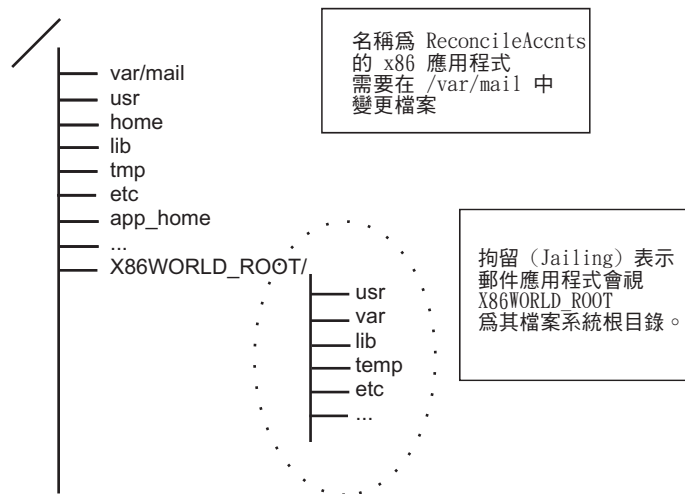 名稱爲 ReconcileAccnts
的 x86 應用程式
需要在 /var/mail 中
變更檔案
var/mail
usr
home
lib
tmp
etc
app_home
...
X86WORLD_ROOT/
usr
var
lib
temp
etc
...
拘留 (Jailing) 表示
郵件應用程式會視
X86WORLD_ROOT
爲其檔案系統根目錄。